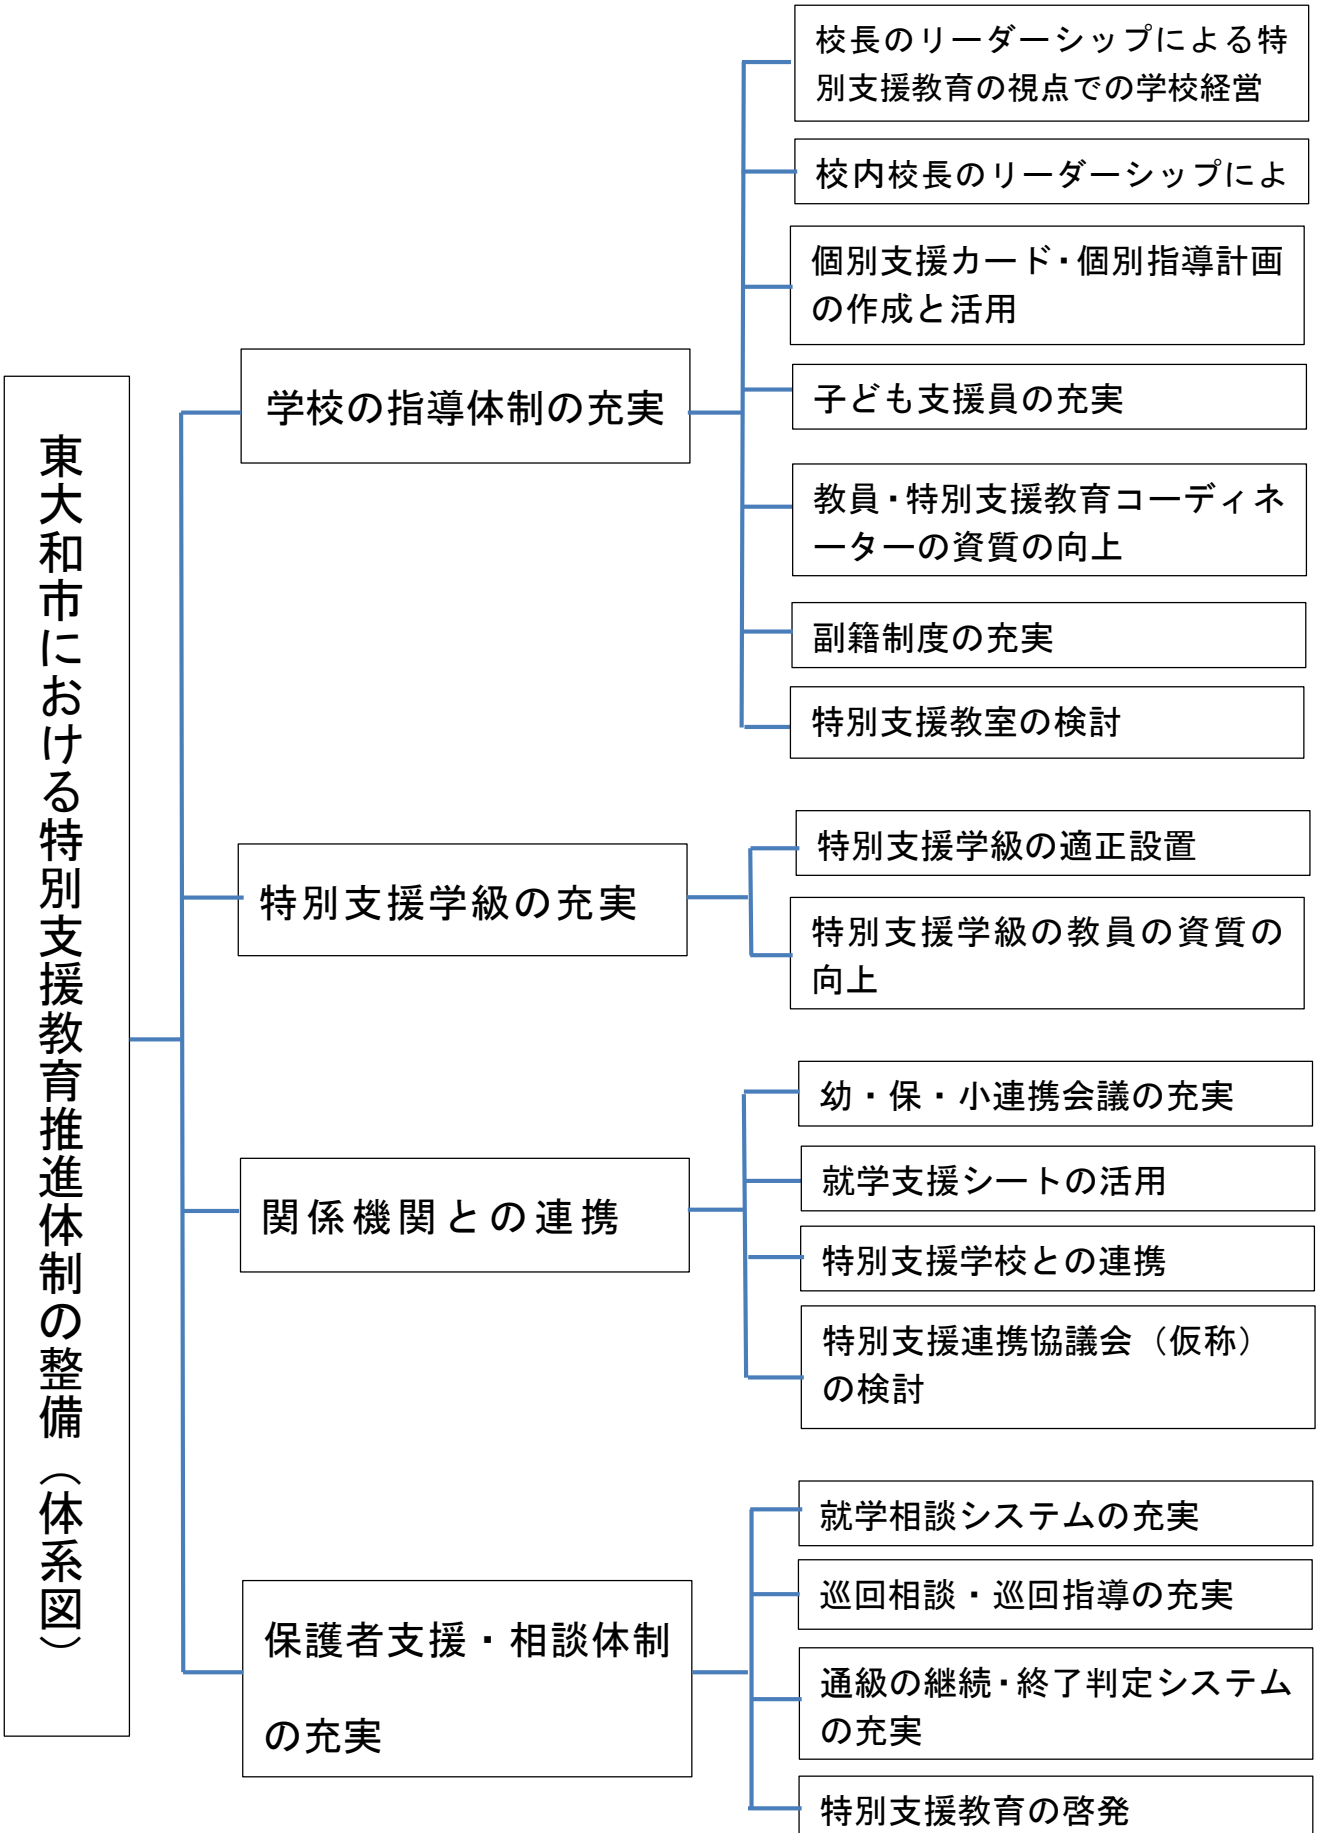 東大和市における特別支援教育推進体制の整備（体系図）
学校の指導体制の充実
校長のリーダーシップによる特
別支援教育の視点での学校経営
校内校長のリーダーシップによ
個別支援カード・個別指導計画
の作成と活用
子ども支援員の充実
教員・特別支援教育コーディネ
ーターの資質の向上
副籍制度の充実
特別支援教室の検討
特別支援学級の充実
特別支援学級の適正設置
特別支援学級の教員の資質の
向上
関係機関との連携
幼・保・小連携会議の充実
就学支援シートの活用
特別支援学校との連携
特別支援連携協議会（仮称）
の検討
保護者支援・相談体制
の充実
就学相談システムの充実
巡回相談・巡回指導の充実
通級の継続・終了判定システム
の充実
特別支援教育の啓発